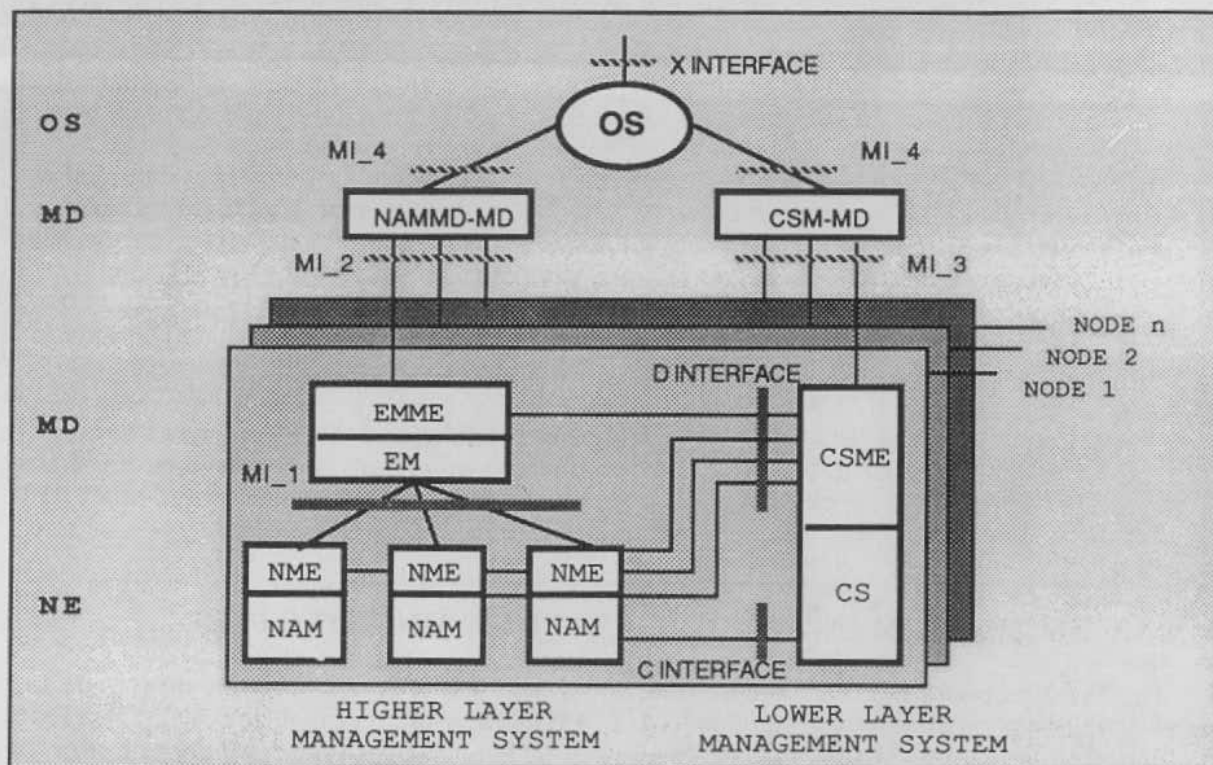 X INTERFACE
OS
OS
MI_4
MI_4
MD
NAMMD-MD
CSM-MD
MI_2
MI_3
NODE n
NODE 2
NODE 1
D INTERFACE
MD
EMME
EM
CSME
MI_1
NME
NME
NME
NE
NAM
NAM
NAM
CS
C INTERFACE
HIGHER LAYER
MANAGEMENT SYSTEM
LOWER LAYER
MANAGEMENT SYSTEM